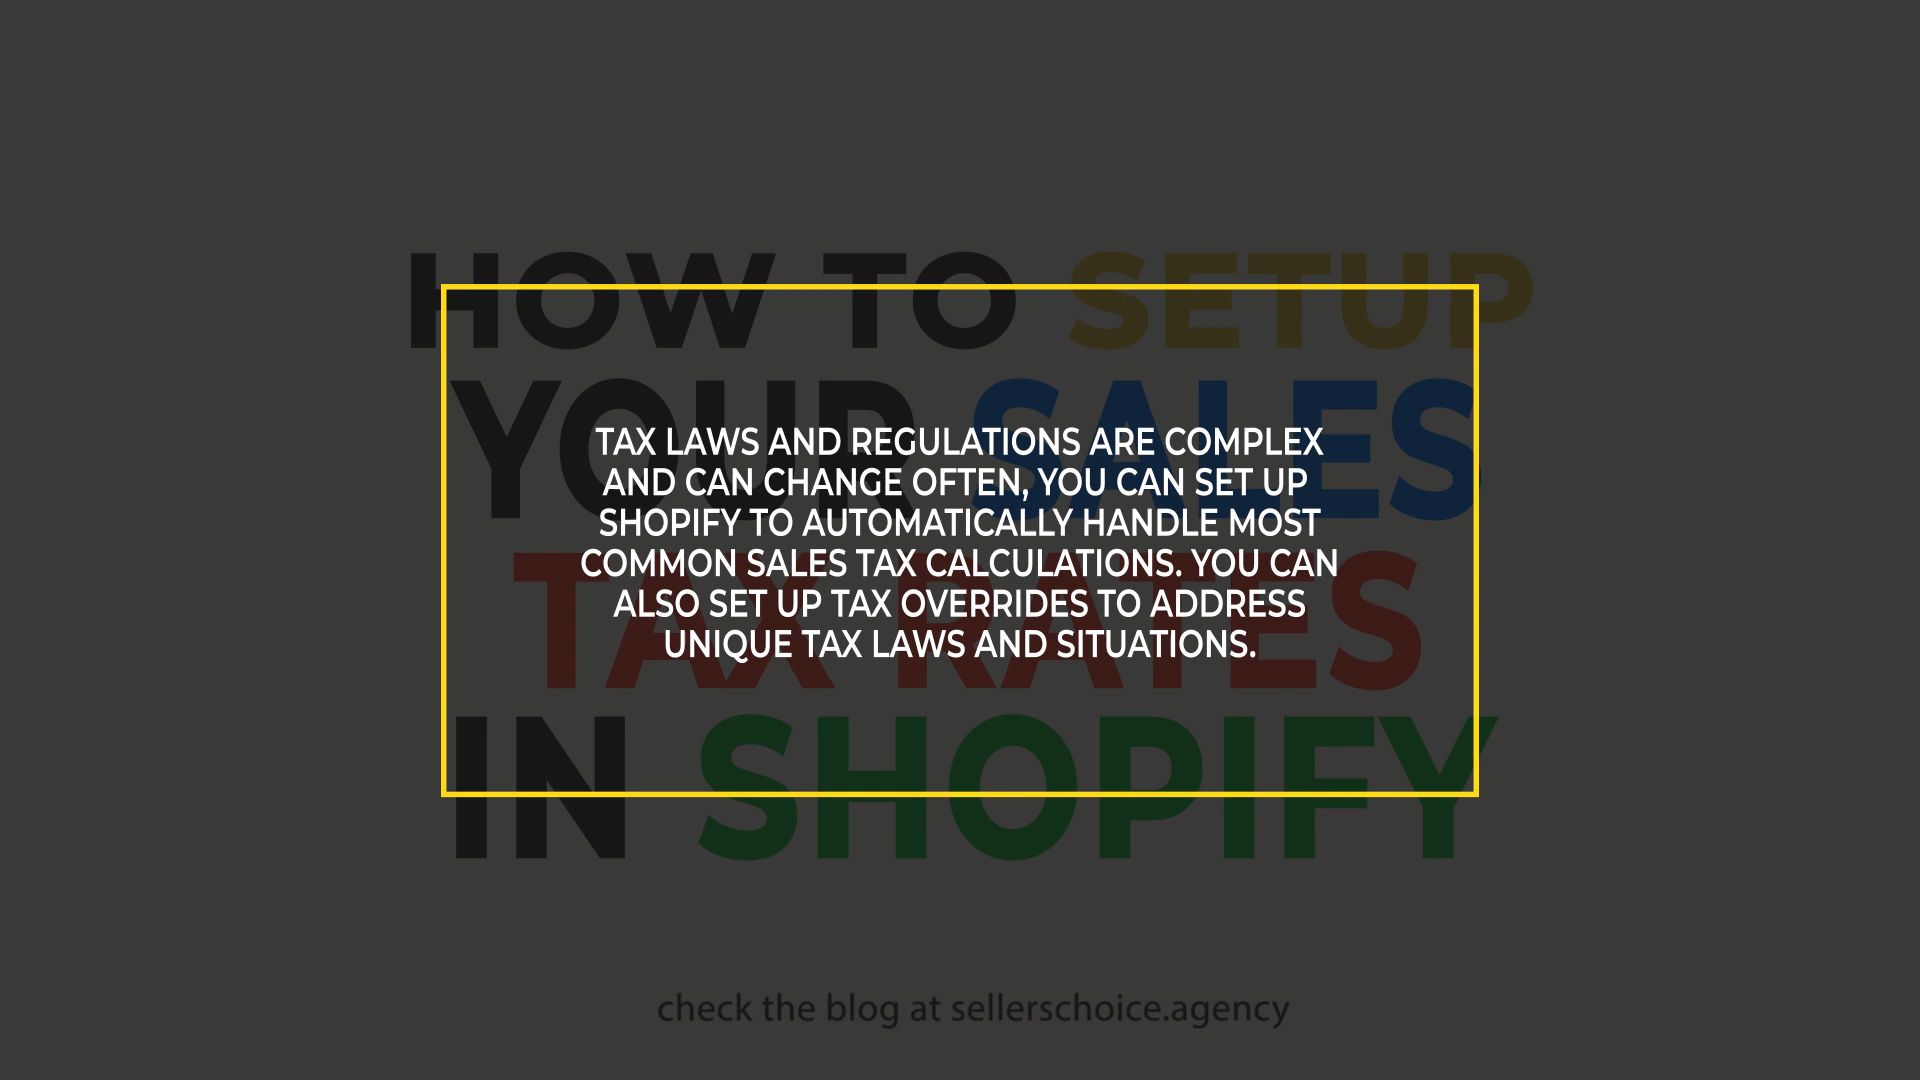 HOW TO SETUP
YOUR SALES
TAX RATES
IN SHOPIFY
TAX LAWS AND REGULATIONS ARE COMPLEX
AND CAN CHANGE OFTEN, YOU CAN SET UP
SHOPIFY TO AUTOMATICALLY HANDLE MOST
COMMON SALES TAX CALCULATIONS. YOU CAN
ALSO SET UP TAX OVERRIDES TO ADDRESS
UNIQUE TAX LAWS AND SITUATIONS.
check the blog at sellerschoice.agency